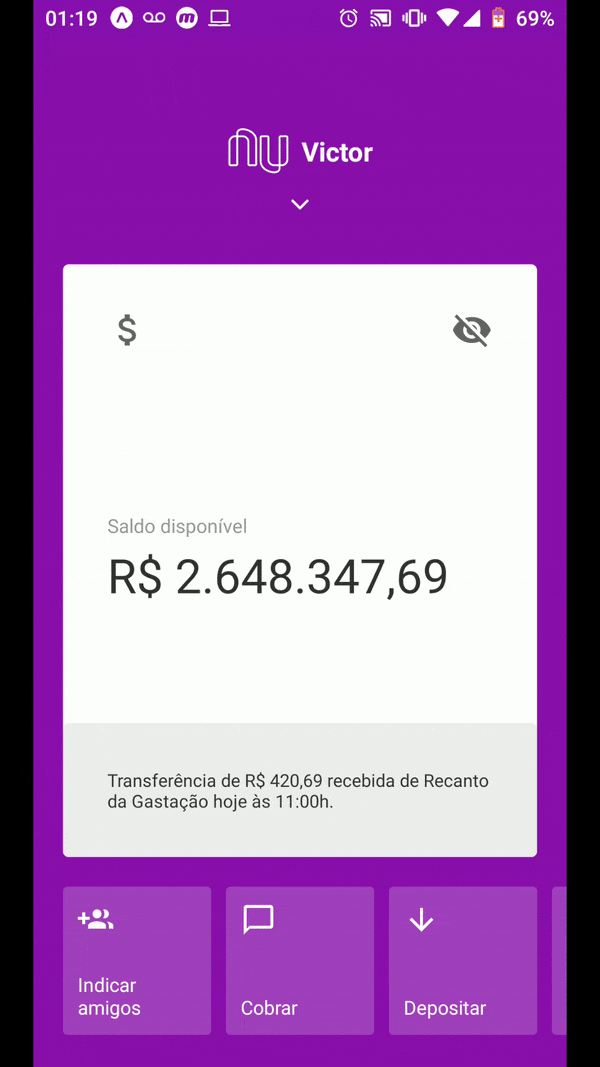 01:19
69%
nu Victor
$
Saldo disponível
R$ 2.648.347,69
Transferência de R$ 420,69 recebida de Recanto
da Gastação hoje às 11:00h.
Indicar
amigos
Cobrar
Depositar